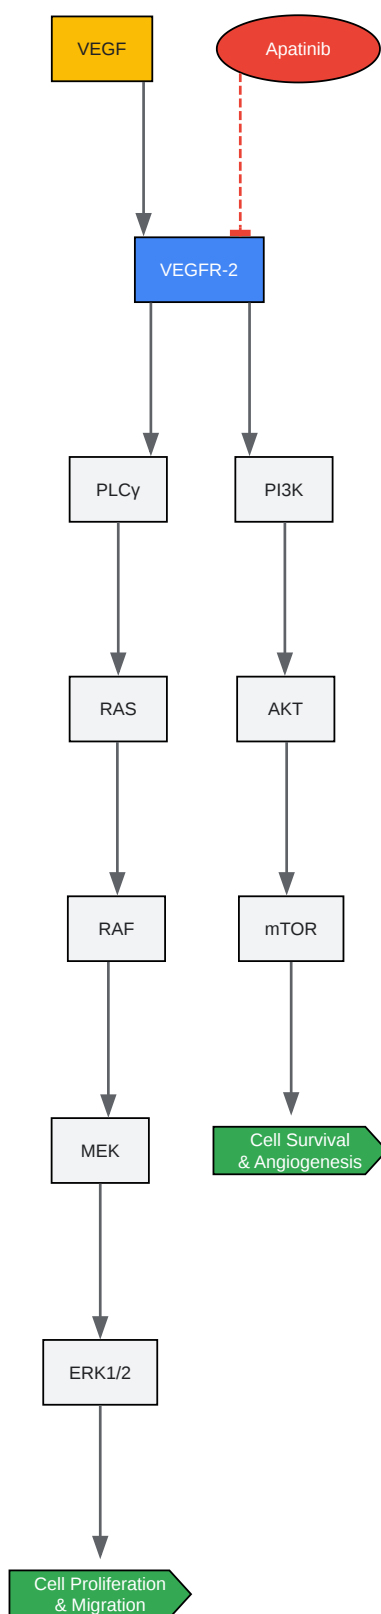 VEGF
Apatinib
VEGFR-2
PLCγ
PI3K
RAS
AKT
RAF
mTOR
MEK
Cell Survival
& Angiogenesis
ERK1/2
Cell Proliferation
& Migration